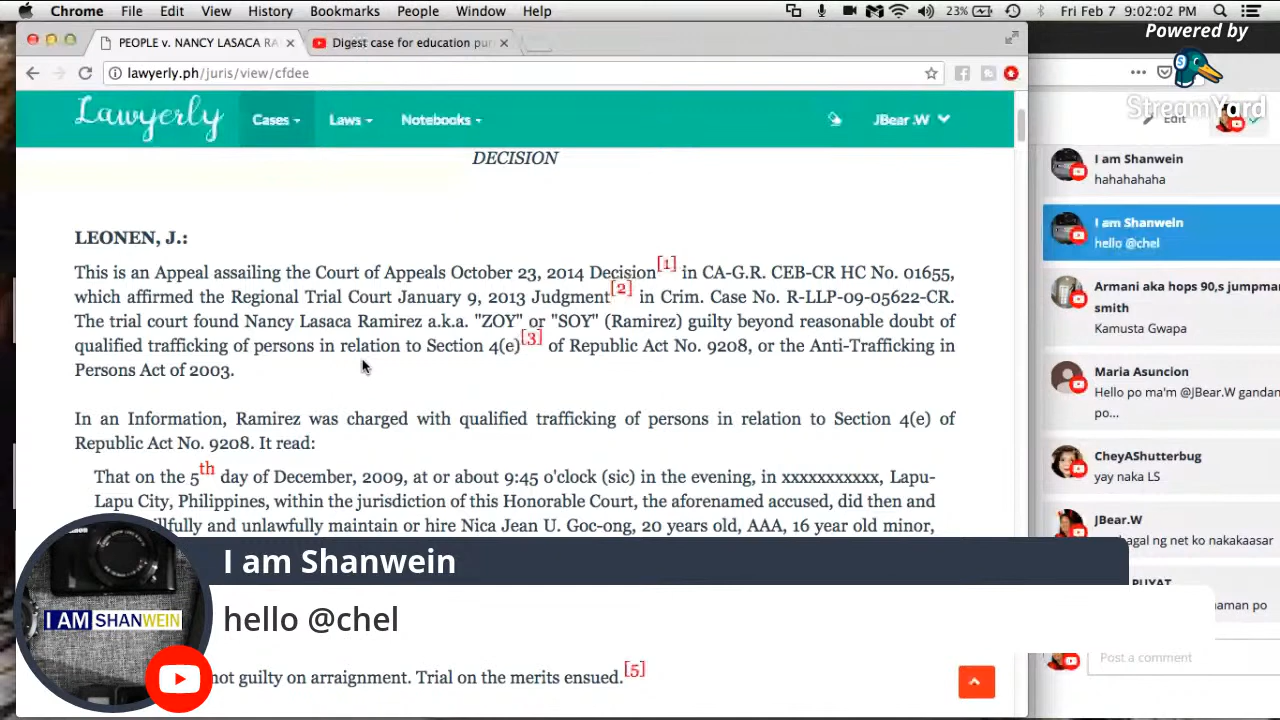 Chrome File Edit View History Bookmarks People Window Help 23% Fri Feb 7 9:02:02 PM
PEOPLE v. NANCY LASACA RA × Digest case for education pur ×
Powered by
StreamYard
lawyerly.ph/juris/view/cfdee
Lawyerly Cases Laws Notebooks JBear .W
Edit
DECISION
LEONEN, J.:
This is an Appeal assailing the Court of Appeals October 23, 2014 Decision[1] in CA-G.R. CEB-CR HC No. 01655,
which affirmed the Regional Trial Court January 9, 2013 Judgment[2] in Crim. Case No. R-LLP-09-05622-CR.
The trial court found Nancy Lasaca Ramirez a.k.a. "ZOY" or "SOY" (Ramirez) guilty beyond reasonable doubt of
qualified trafficking of persons in relation to Section 4(e)[3] of Republic Act No. 9208, or the Anti-Trafficking in
Persons Act of 2003.
In an Information, Ramirez was charged with qualified trafficking of persons in relation to Section 4(e) of
Republic Act No. 9208. It read:
That on the 5th day of December, 2009, at or about 9:45 o'clock (sic) in the evening, in xxxxxxxxxxx, Lapu-
Lapu City, Philippines, within the jurisdiction of this Honorable Court, the aforenamed accused, did then and
willfully and unlawfully maintain or hire Nica Jean U. Goc-ong, 20 years old, AAA, 16 year old minor,
not guilty on arraignment. Trial on the merits ensued.[5]
I am Shanwein
hahahahaha
I am Shanwein
hello @chel
Armani aka hops 90,s jumpman
smith
Kamusta Gwapa
Maria Asuncion
Hello po ma'm @JBear.W gandan
po...
CheyAShutterbug
yay naka LS
JBear.W
bagal ng net ko nakakaasar
PUYAT
naman po
Post a comment
I am Shanwein
hello @chel
I AM SHANWEIN